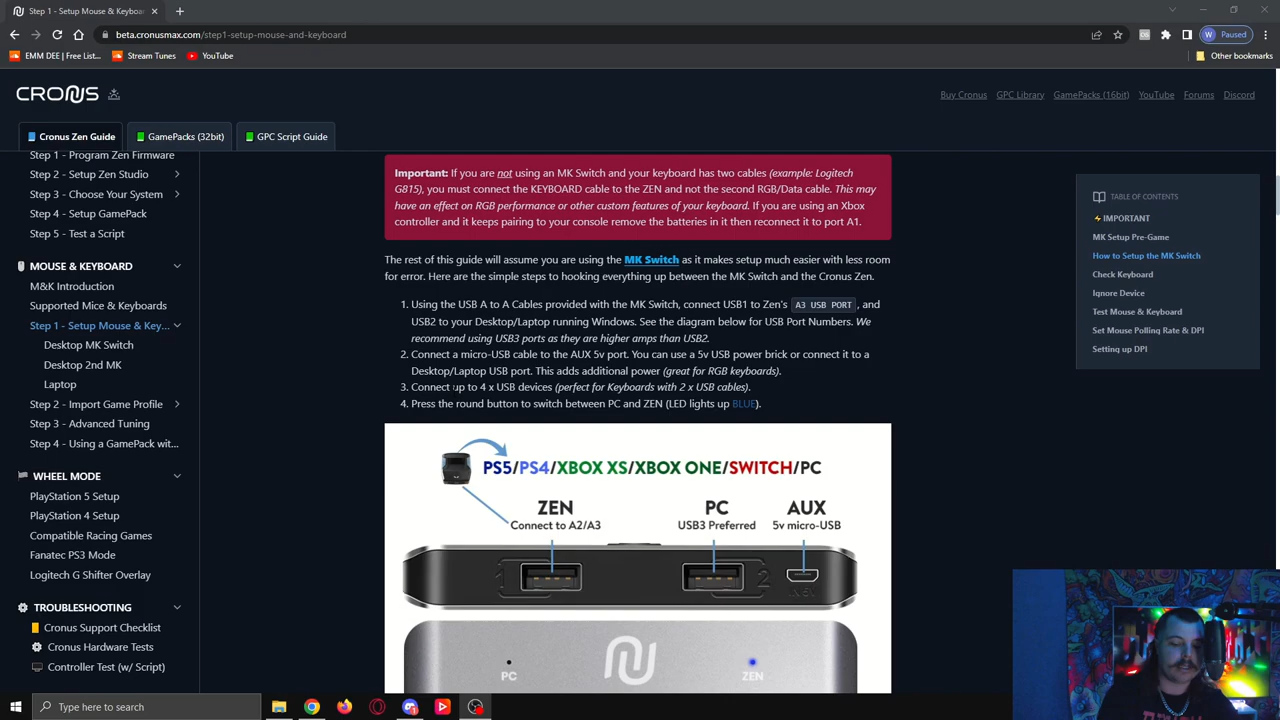 Step 1 - Setup Mouse & Keyboard
beta.cronusmax.com/step1-setup-mouse-and-keyboard
W
Paused
EMM DEE | Free List...
Stream Tunes
YouTube
Other bookmarks
CRONUS
Buy Cronus
GPC Library
GamePacks (16bit)
YouTube
Forums
Discord
Cronus Zen Guide
GamePacks (32bit)
GPC Script Guide
Step 1 - Program Zen Firmware
Step 2 - Setup Zen Studio
Step 3 - Choose Your System
Step 4 - Setup GamePack
Step 5 - Test a Script
MOUSE & KEYBOARD
M&K Introduction
Supported Mice & Keyboards
Step 1 - Setup Mouse & Key...
Desktop MK Switch
Desktop 2nd MK
Laptop
Step 2 - Import Game Profile
Step 3 - Advanced Tuning
Step 4 - Using a GamePack wit...
WHEEL MODE
PlayStation 5 Setup
PlayStation 4 Setup
Compatible Racing Games
Fanatec PS3 Mode
Logitech G Shifter Overlay
TROUBLESHOOTING
Cronus Support Checklist
Cronus Hardware Tests
Controller Test (w/ Script)
Important: If you are not using an MK Switch and your keyboard has two cables (example: Logitech
G815), you must connect the KEYBOARD cable to the ZEN and not the second RGB/Data cable. This may
have an effect on RGB performance or other custom features of your keyboard. If you are using an Xbox
controller and it keeps pairing to your console remove the batteries in it then reconnect it to port A1.
The rest of this guide will assume you are using the MK Switch as it makes setup much easier with less room
for error. Here are the simple steps to hooking everything up between the MK Switch and the Cronus Zen.
1. Using the USB A to A Cables provided with the MK Switch, connect USB1 to Zen's A3 USB PORT, and
USB2 to your Desktop/Laptop running Windows. See the diagram below for USB Port Numbers. We
recommend using USB3 ports as they are higher amps than USB2.
2. Connect a micro-USB cable to the AUX 5v port. You can use a 5v USB power brick or connect it to a
Desktop/Laptop USB port. This adds additional power (great for RGB keyboards).
3. Connect up to 4 x USB devices (perfect for Keyboards with 2 x USB cables).
4. Press the round button to switch between PC and ZEN (LED lights up BLUE).
PS5/PS4/XBOX XS/XBOX ONE/SWITCH/PC
ZEN
Connect to A2/A3
PC
USB3 Preferred
AUX
5v micro-USB
1
2
PC
ZEN
TABLE OF CONTENTS
IMPORTANT
MK Setup Pre-Game
How to Setup the MK Switch
Check Keyboard
Ignore Device
Test Mouse & Keyboard
Set Mouse Polling Rate & DPI
Setting up DPI
Type here to search